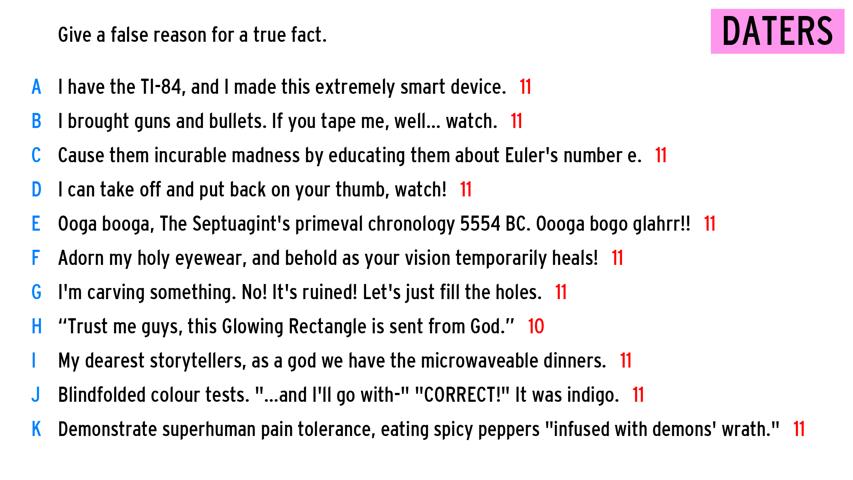 Give a false reason for a true fact.
DATERS
A I have the TI-84, and I made this extremely smart device. 11
B I brought guns and bullets. If you tape me, well... watch. 11
C Cause them incurable madness by educating them about Euler's number e. 11
D I can take off and put back on your thumb, watch! 11
E Ooga booga, The Septuagint's primeval chronology 5554 BC. Oooga bogo glahrr!! 11
F Adorn my holy eyewear, and behold as your vision temporarily heals! 11
G I'm carving something. No! It's ruined! Let's just fill the holes. 11
H “Trust me guys, this Glowing Rectangle is sent from God.” 10
I My dearest storytellers, as a god we have the microwaveable dinners. 11
J Blindfolded colour tests. "...and I'll go with-" "CORRECT!" It was indigo. 11
K Demonstrate superhuman pain tolerance, eating spicy peppers "infused with demons' wrath." 11